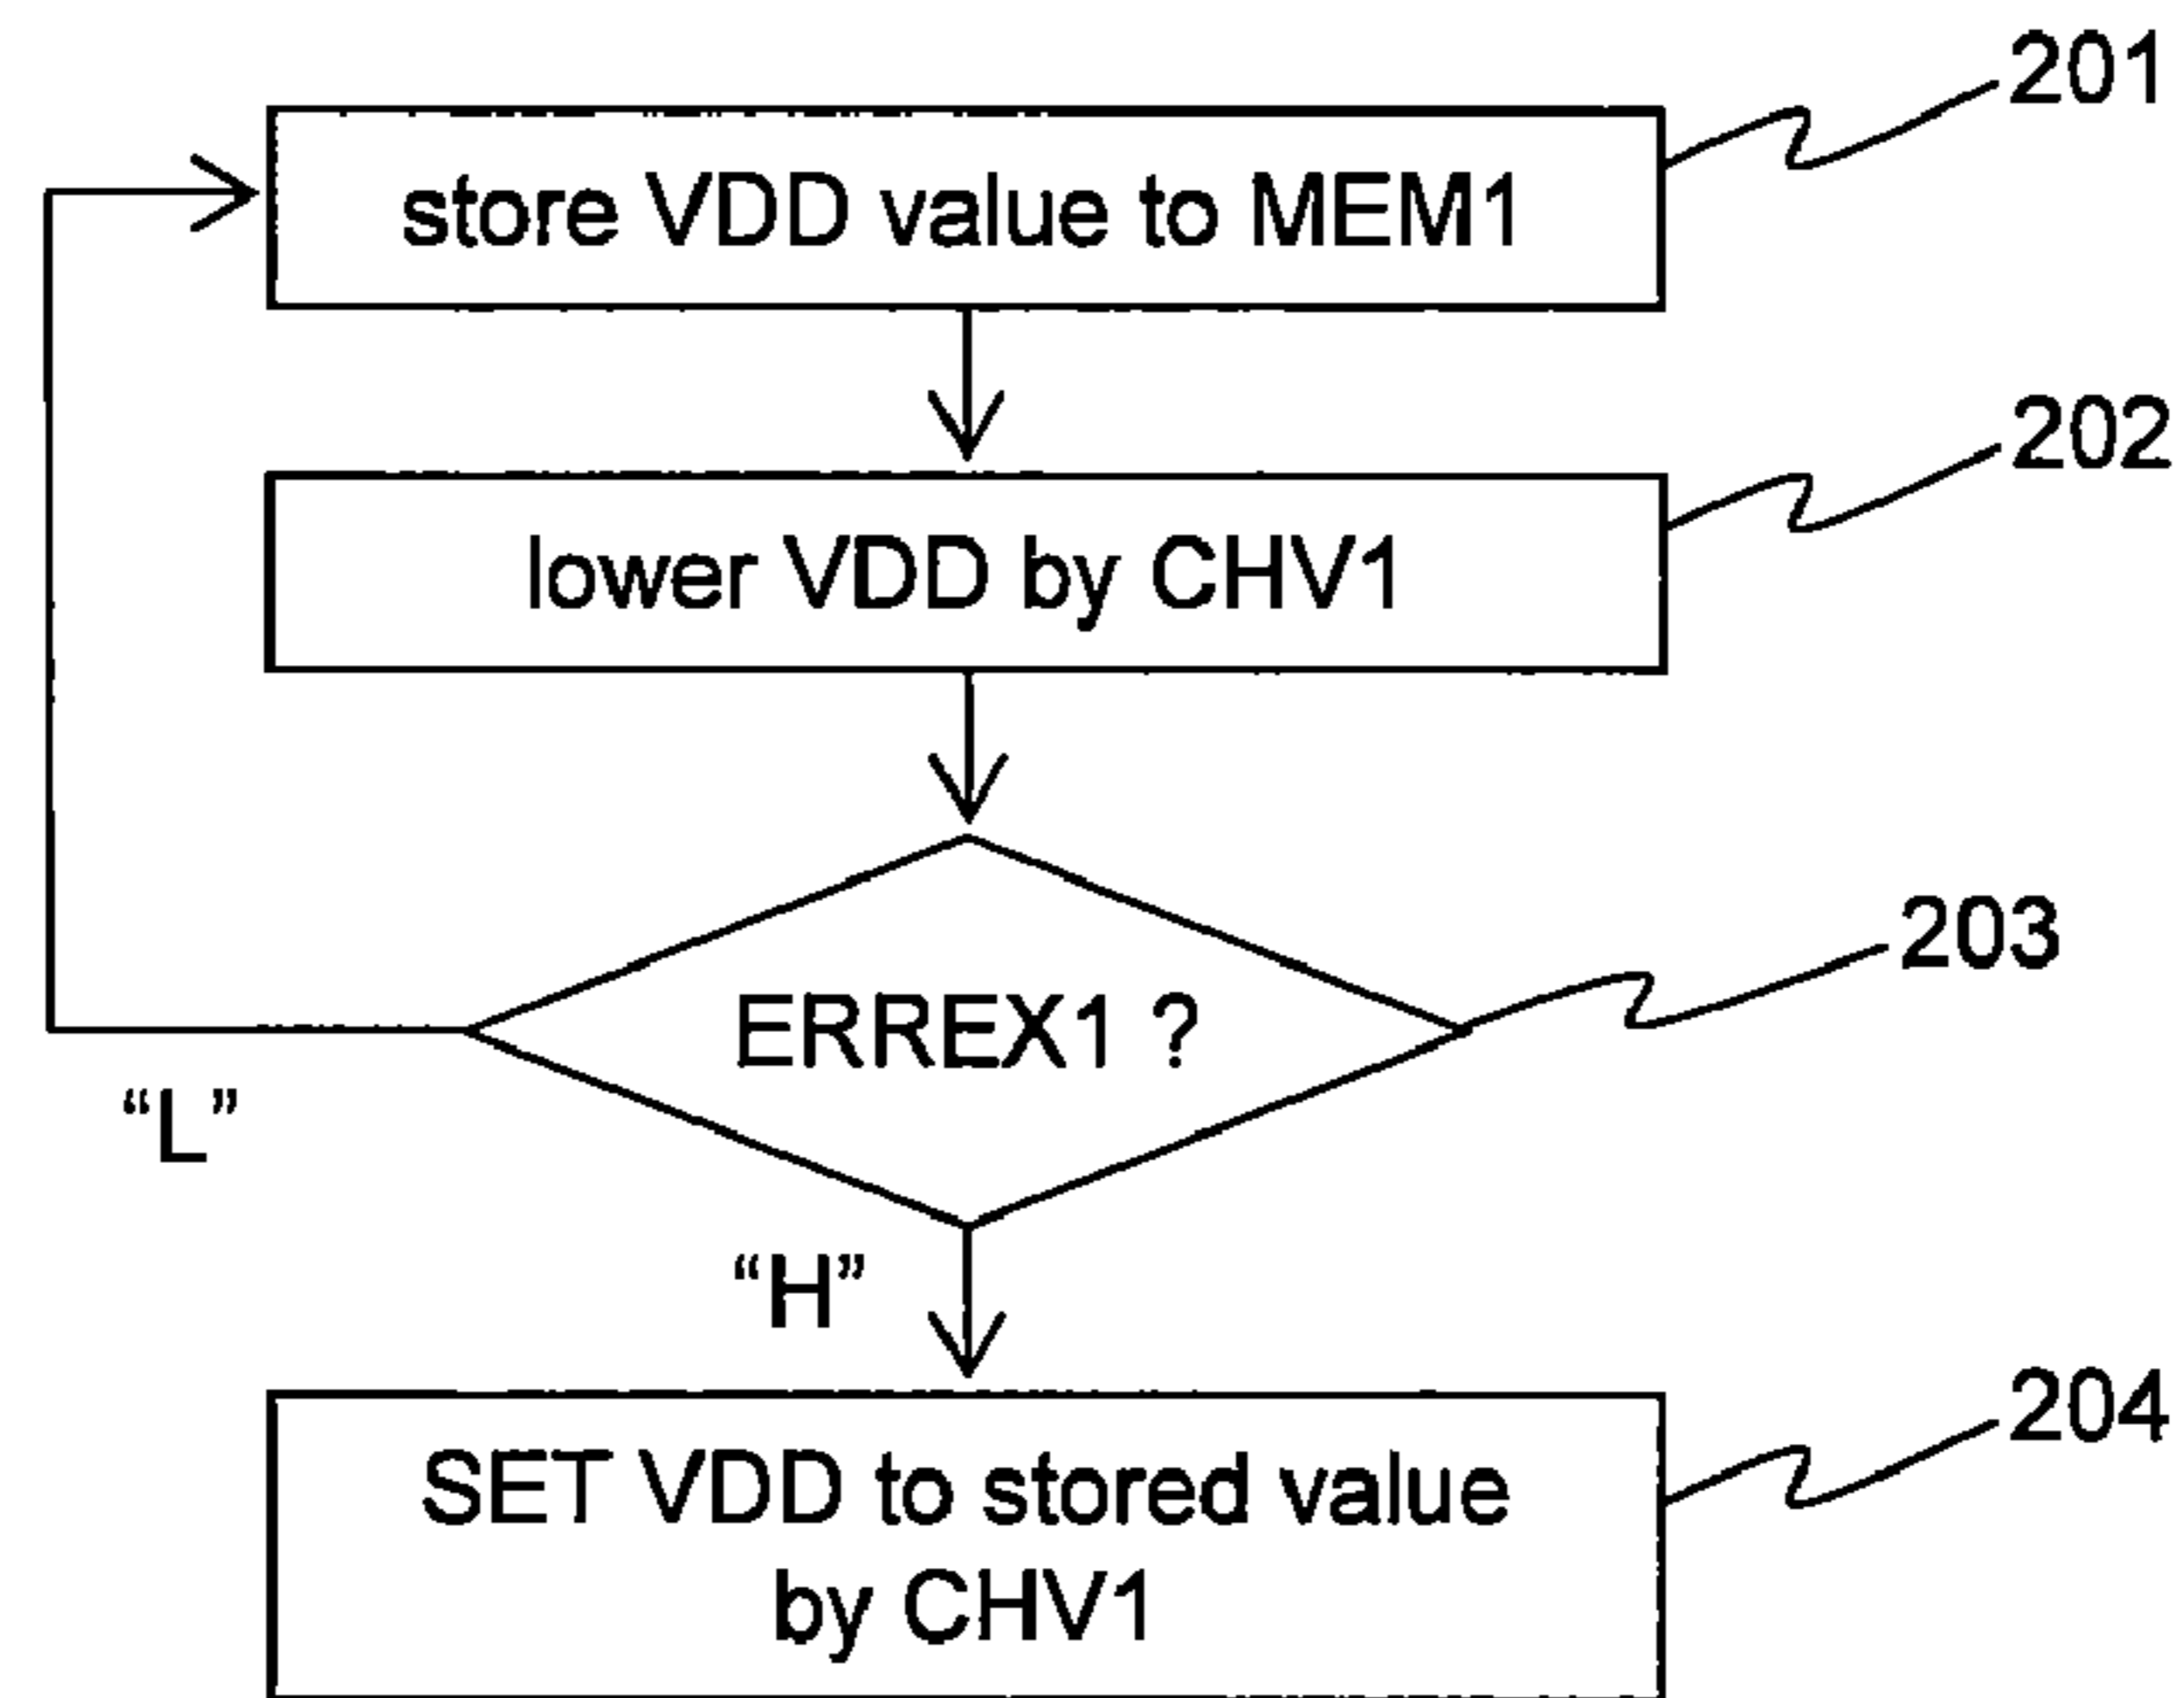 201
store VDD value to MEM1
202
lower VDD by CHV1
203
ERREX1 ?
“L”
“H”
204
SET VDD to stored value
by CHV1